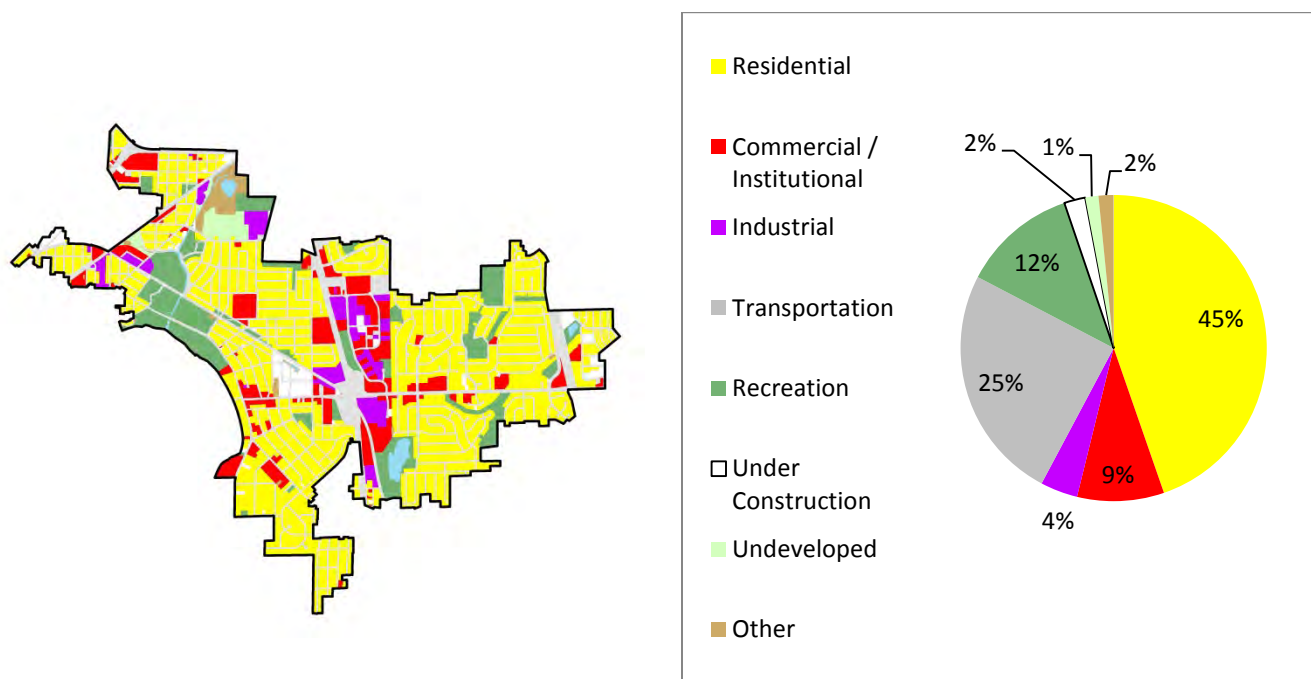 Residential
Commercial /
Institutional
Industrial
Transportation
Recreation
Under
Construction
Undeveloped
Other
2%
1%
2%
12%
45%
25%
9%
4%